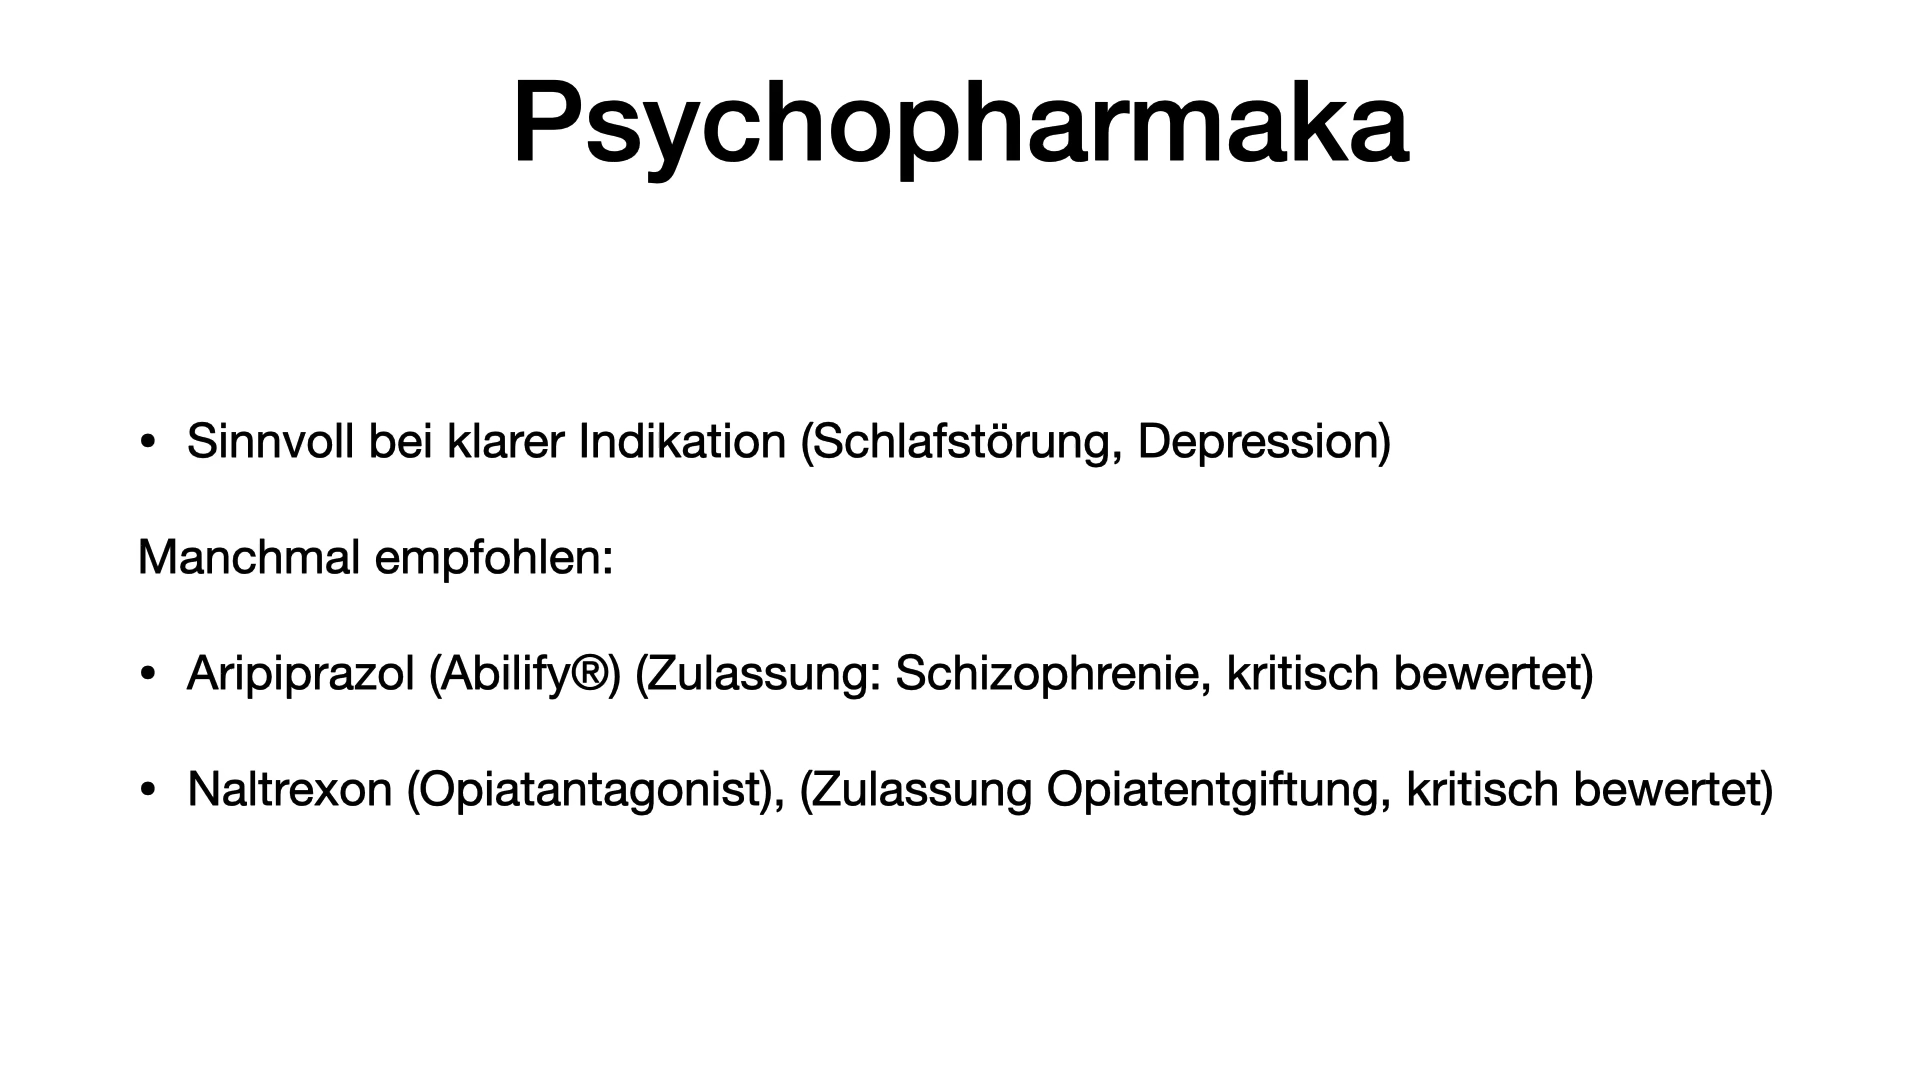 Psychopharmaka
• Sinnvoll bei klarer Indikation (Schlafstörung, Depression)
Manchmal empfohlen:
• Aripiprazol (Abilify®) (Zulassung: Schizophrenie, kritisch bewertet)
• Naltrexon (Opiatantagonist), (Zulassung Opiatentgiftung, kritisch bewertet)